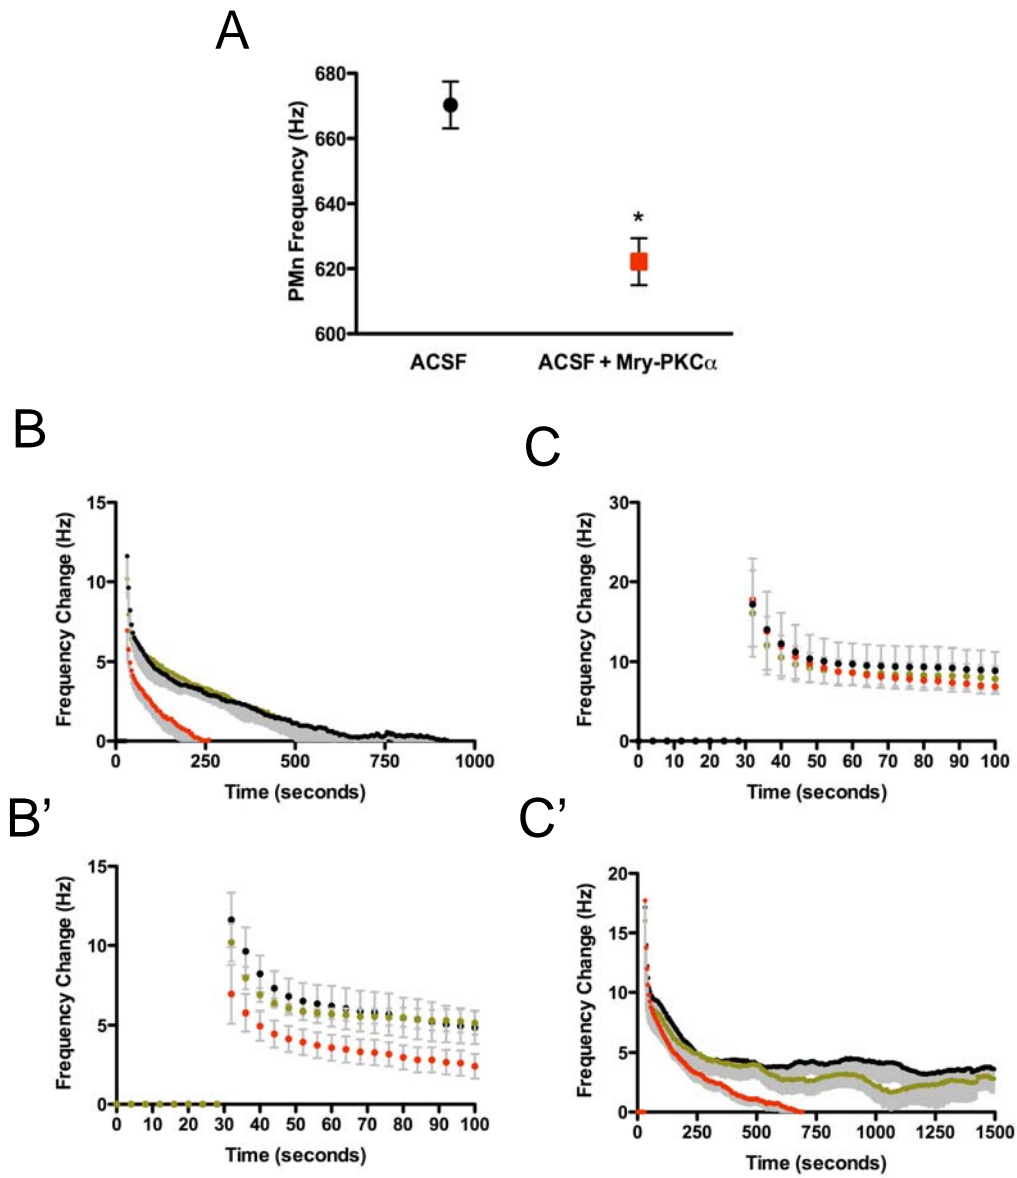 A
PMn Frequency (Hz)
680
660
640
620
600
*
ACSF
ACSF + Mry-PKCα
B
Frequency Change (Hz)
15
10
5
0
0 250 500 750 1000
Time (seconds)
C
Frequency Change (Hz)
30
20
10
0
0 10 20 30 40 50 60 70 80 90 100
Time (seconds)
B’
Frequency Change (Hz)
15
10
5
0
0 10 20 30 40 50 60 70 80 90 100
Time (seconds)
C’
Frequency Change (Hz)
20
15
10
5
0
0 250 500 750 1000 1250 1500
Time (seconds)